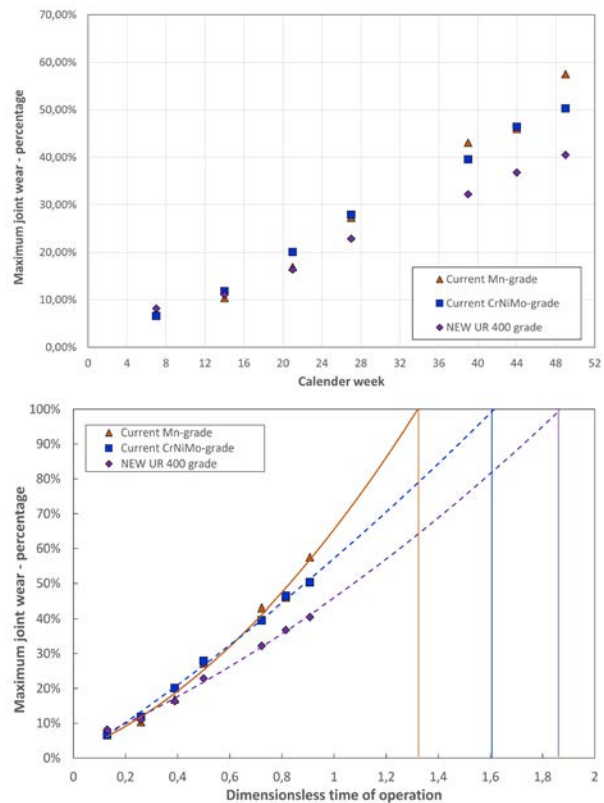 70,00%
60,00%
50,00%
40,00%
30,00%
20,00%
10,00%
0,00%
Maximum joint wear - percentage
Current Mn-grade
Current CrNiMo-grade
NEW UR 400 grade
0 4 8 12 16 20 24 28 32 36 40 44 48 52
Calender week
100%
90%
80%
70%
60%
50%
40%
30%
20%
10%
0%
Maximum joint wear - percentage
Current Mn-grade
Current CrNiMo-grade
NEW UR 400 grade
0 0,2 0,4 0,6 0,8 1 1,2 1,4 1,6 1,8 2
Dimensionless time of operation